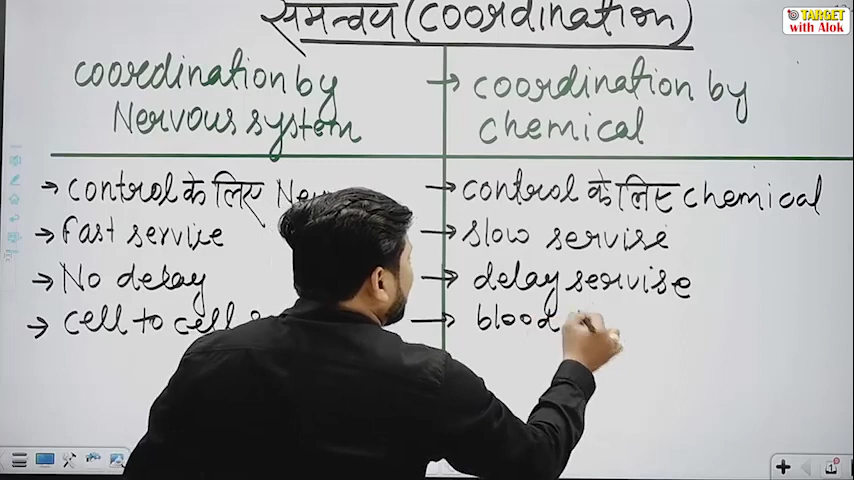 समन्वय (coordination)
TARGET
with Alok
coordination by
Nervous system
→ coordination by
chemical
→ control के लिए
→ control के लिए chemical
→ Fast servise
→ slow servise
→ No delay
→ delay servise
→ cell to cell
→ blood